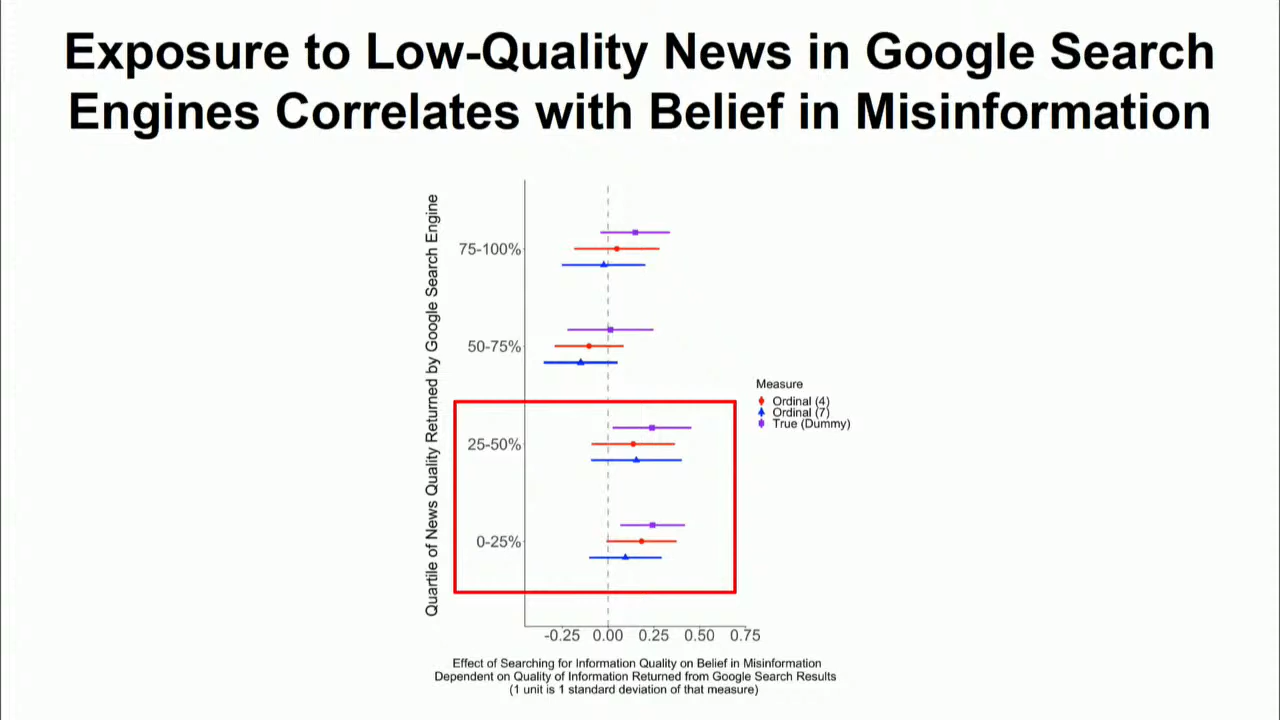 Exposure to Low-Quality News in Google Search
Engines Correlates with Belief in Misinformation
Quartile of News Quality Returned by Google Search Engine
75-100%
50-75%
25-50%
0-25%
-0.25 0.00 0.25 0.50 0.75
Measure
Ordinal (4)
Ordinal (7)
True (Dummy)
Effect of Searching for Information Quality on Belief in Misinformation
Dependent on Quality of Information Returned from Google Search Results
(1 unit is 1 standard deviation of that measure)